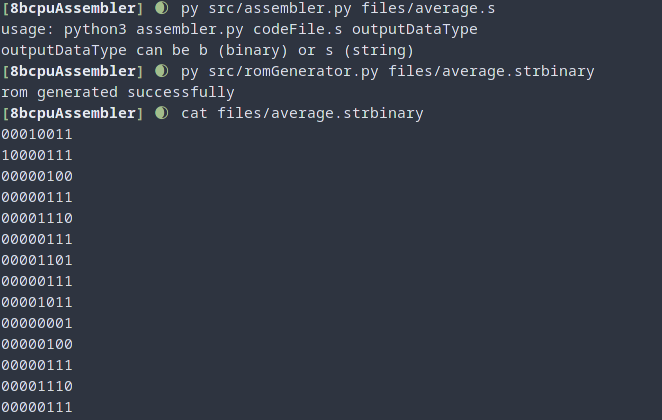 [8bcpuAssembler] py src/assembler.py files/average.s
usage: python3 assembler.py codeFile.s outputDataType
outputDataType can be b (binary) or s (string)
[8bcpuAssembler] py src/romGenerator.py files/average.strbinary
rom generated successfully
[8bcpuAssembler] cat files/average.strbinary
00010011
10000111
00000100
00000111
00001110
00000111
00001101
00000111
00001011
00000001
00000100
00000111
00001110
00000111